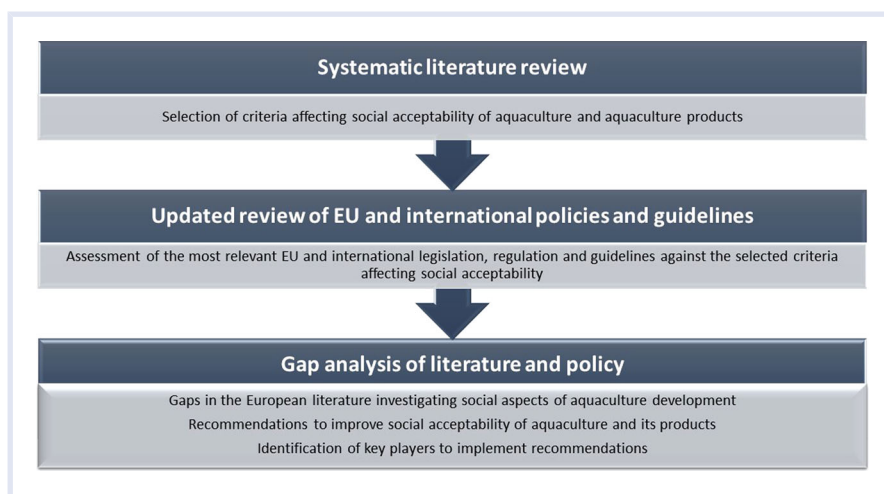 Systematic literature review
Selection of criteria affecting social acceptability of aquaculture and aquaculture products
Updated review of EU and international policies and guidelines
Assessment of the most relevant EU and international legislation, regulation and guidelines against the selected criteria
affecting social acceptability
Gap analysis of literature and policy
Gaps in the European literature investigating social aspects of aquaculture development
Recommendations to improve social acceptability of aquaculture and its products
Identification of key players to implement recommendations